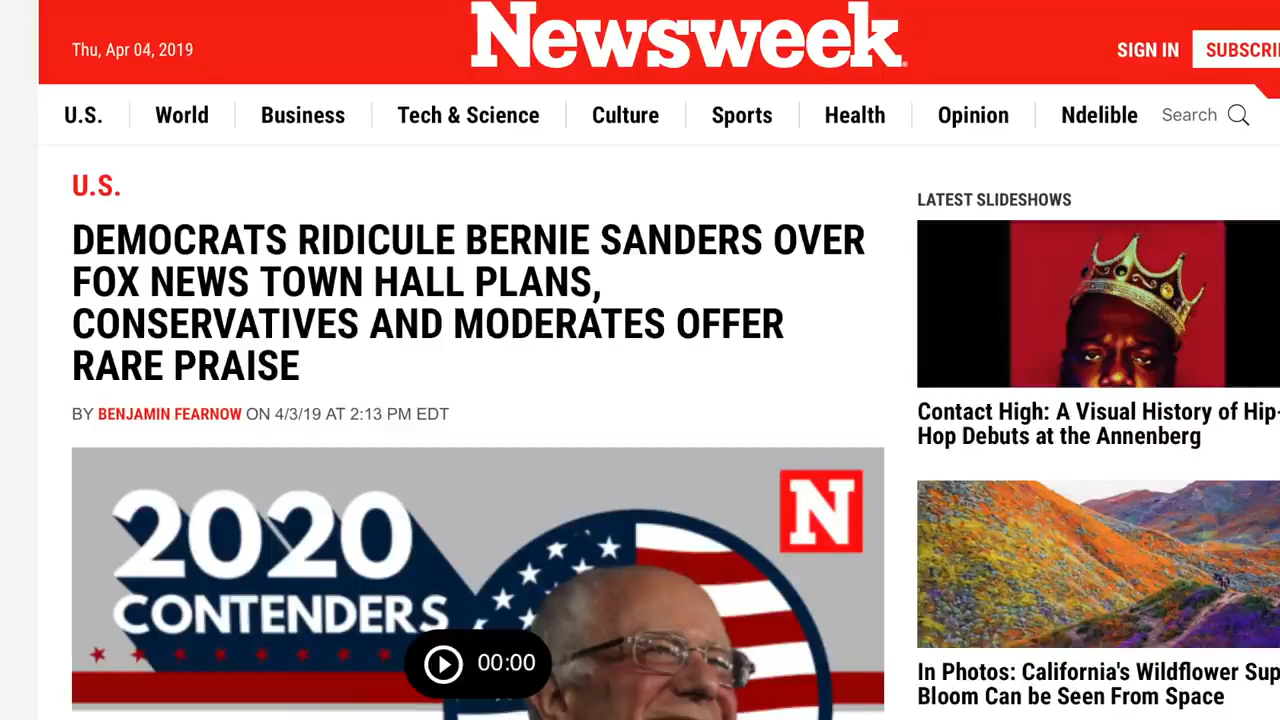 Thu, Apr 04, 2019
Newsweek
SIGN IN
U.S.
World
Business
Tech & Science
Culture
Sports
Health
Opinion
Ndelible
Search
U.S.
DEMOCRATS RIDICULE BERNIE SANDERS OVER
FOX NEWS TOWN HALL PLANS,
CONSERVATIVES AND MODERATES OFFER
RARE PRAISE
BY BENJAMIN FEARNOW ON 4/3/19 AT 2:13 PM EDT
2020
CONTENDERS
N
00:00
LATEST SLIDESHOWS
Contact High: A Visual History of Hip-
Hop Debuts at the Annenberg
In Photos: California's Wildflower Sup
Bloom Can be Seen From Space